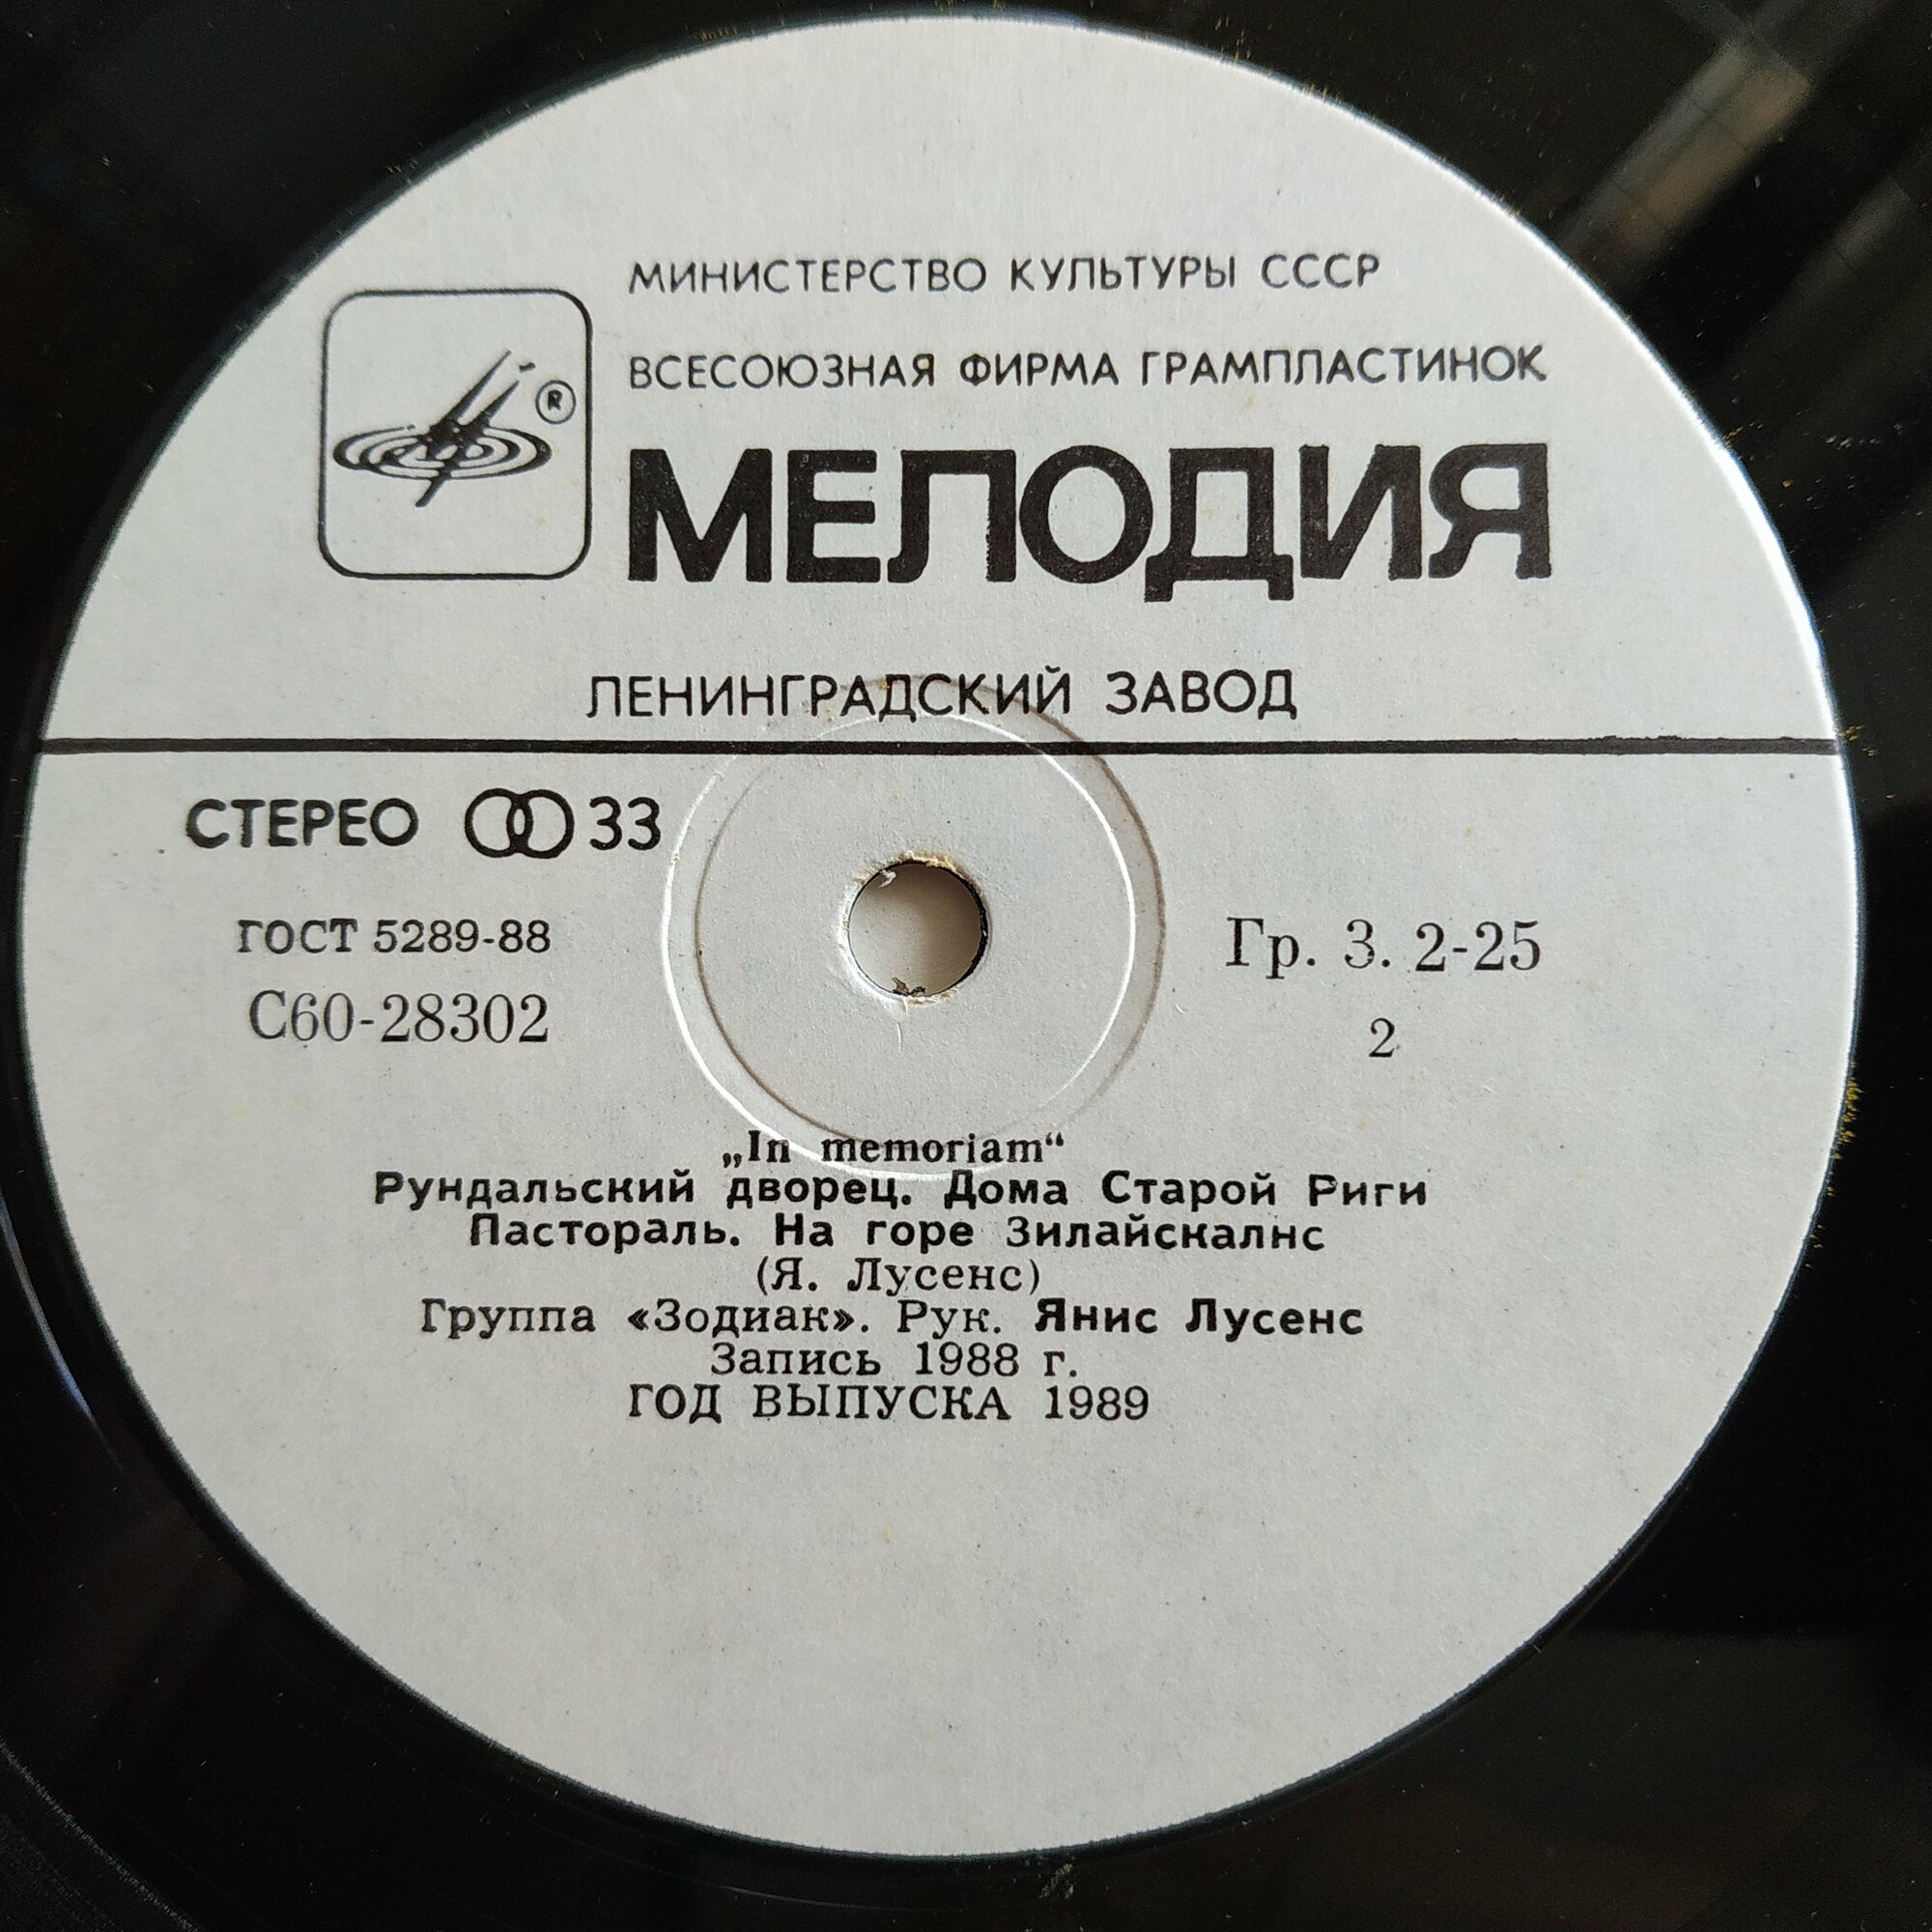 МИНИСТЕРСТВО КУЛЬТУРЫ СССР
ВСЕСОЮЗНАЯ ФИРМА ГРАМПЛАСТИНОК
®
МЕЛОДИЯ
ЛЕНИНГРАДСКИЙ ЗАВОД
СТЕРЕО 33
ГОСТ 5289-88
С60-28302
Гр. 3. 2-25
2
„In memoriam“
Рундальский дворец. Дома Старой Риги
Пастораль. На горе Зилайскалнс
(Я. Лусенс)
Группа «Зодиак». Рук. Янис Лусенс
Запись 1988 г.
ГОД ВЫПУСКА 1989